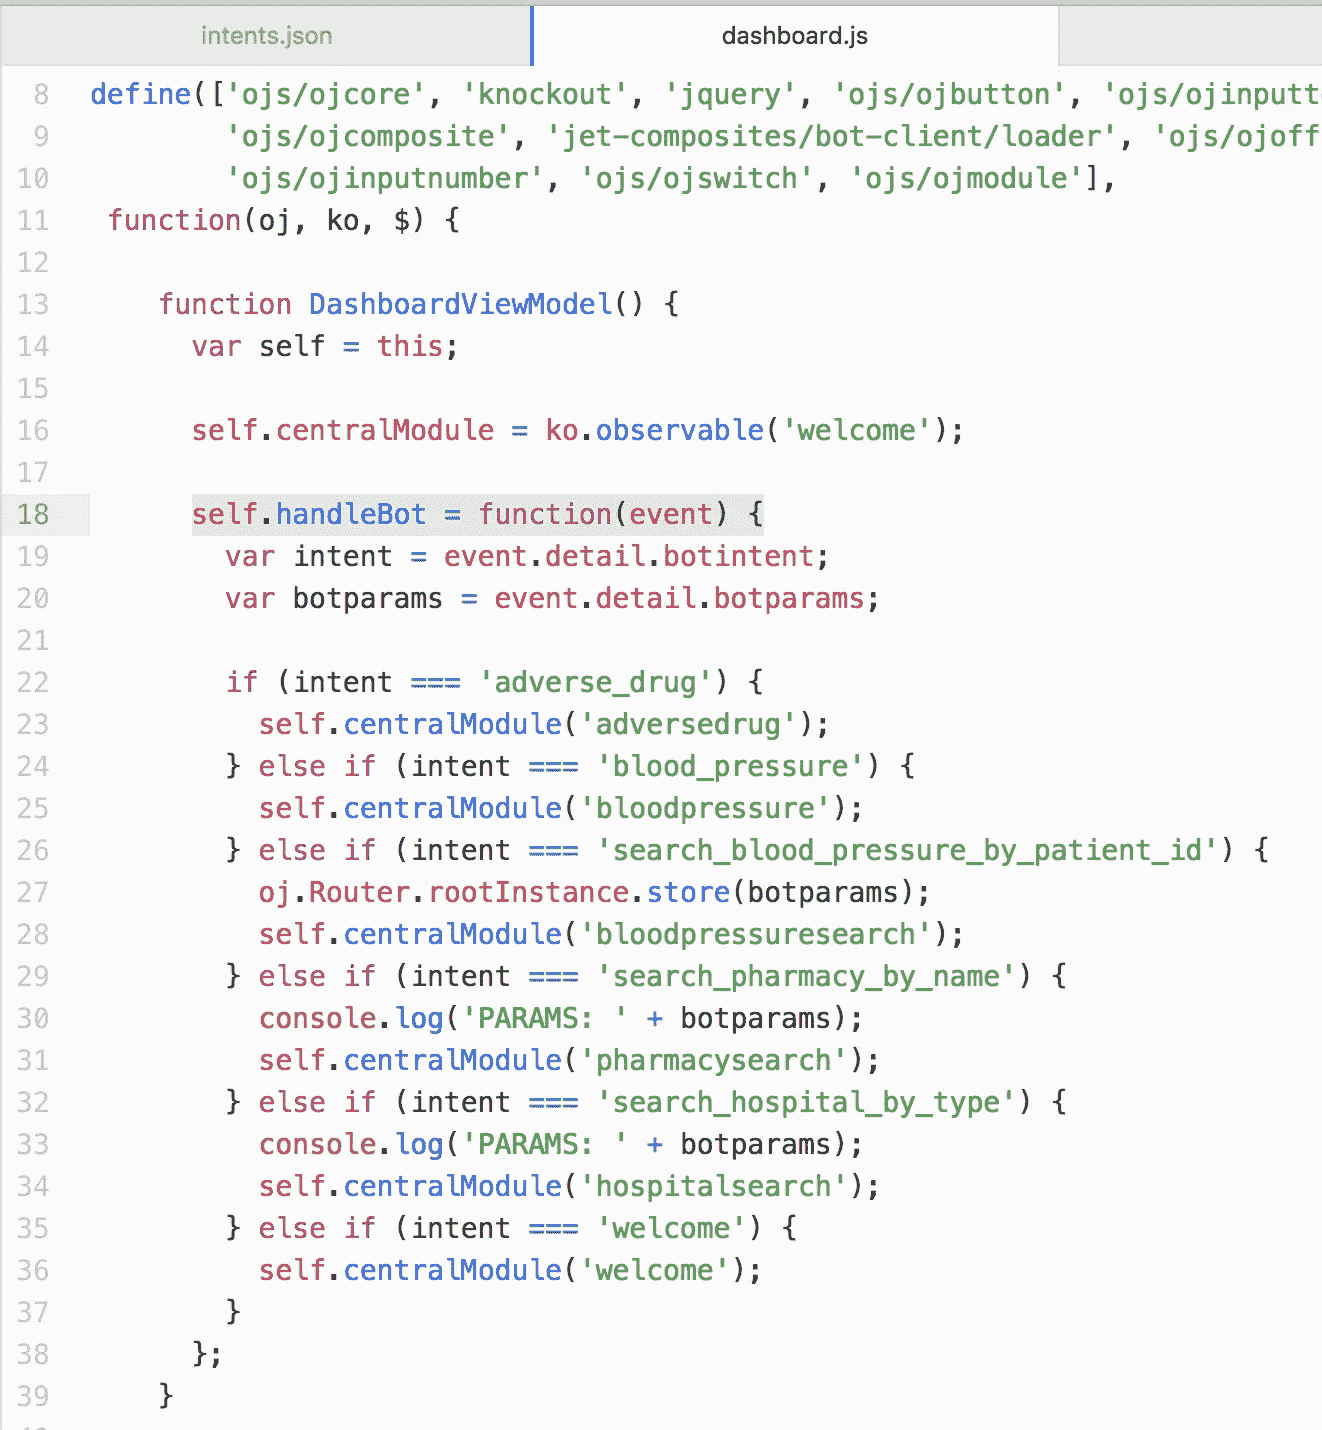 intents.json
dashboard.js
8 define(['ojs/ojcore', 'knockout', 'jquery', 'ojs/ojbutton', 'ojs/ojinputt
9 'ojs/ojcomposite', 'jet-composites/bot-client/loader', 'ojs/ojoff
10 'ojs/ojinputnumber', 'ojs/ojswitch', 'ojs/ojmodule'],
11 function(oj, ko, $) {
12
13 function DashboardViewModel() {
14 var self = this;
15
16 self.centralModule = ko.observable('welcome');
17
18 self.handleBot = function(event) {
19 var intent = event.detail.botintent;
20 var botparams = event.detail.botparams;
21
22 if (intent === 'adverse_drug') {
23 self.centralModule('adversedrug');
24 } else if (intent === 'blood_pressure') {
25 self.centralModule('bloodpressure');
26 } else if (intent === 'search_blood_pressure_by_patient_id') {
27 oj.Router.rootInstance.store(botparams);
28 self.centralModule('bloodpressuresearch');
29 } else if (intent === 'search_pharmacy_by_name') {
30 console.log('PARAMS: ' + botparams);
31 self.centralModule('pharmacysearch');
32 } else if (intent === 'search_hospital_by_type') {
33 console.log('PARAMS: ' + botparams);
34 self.centralModule('hospitalsearch');
35 } else if (intent === 'welcome') {
36 self.centralModule('welcome');
37 }
38 };
39 }